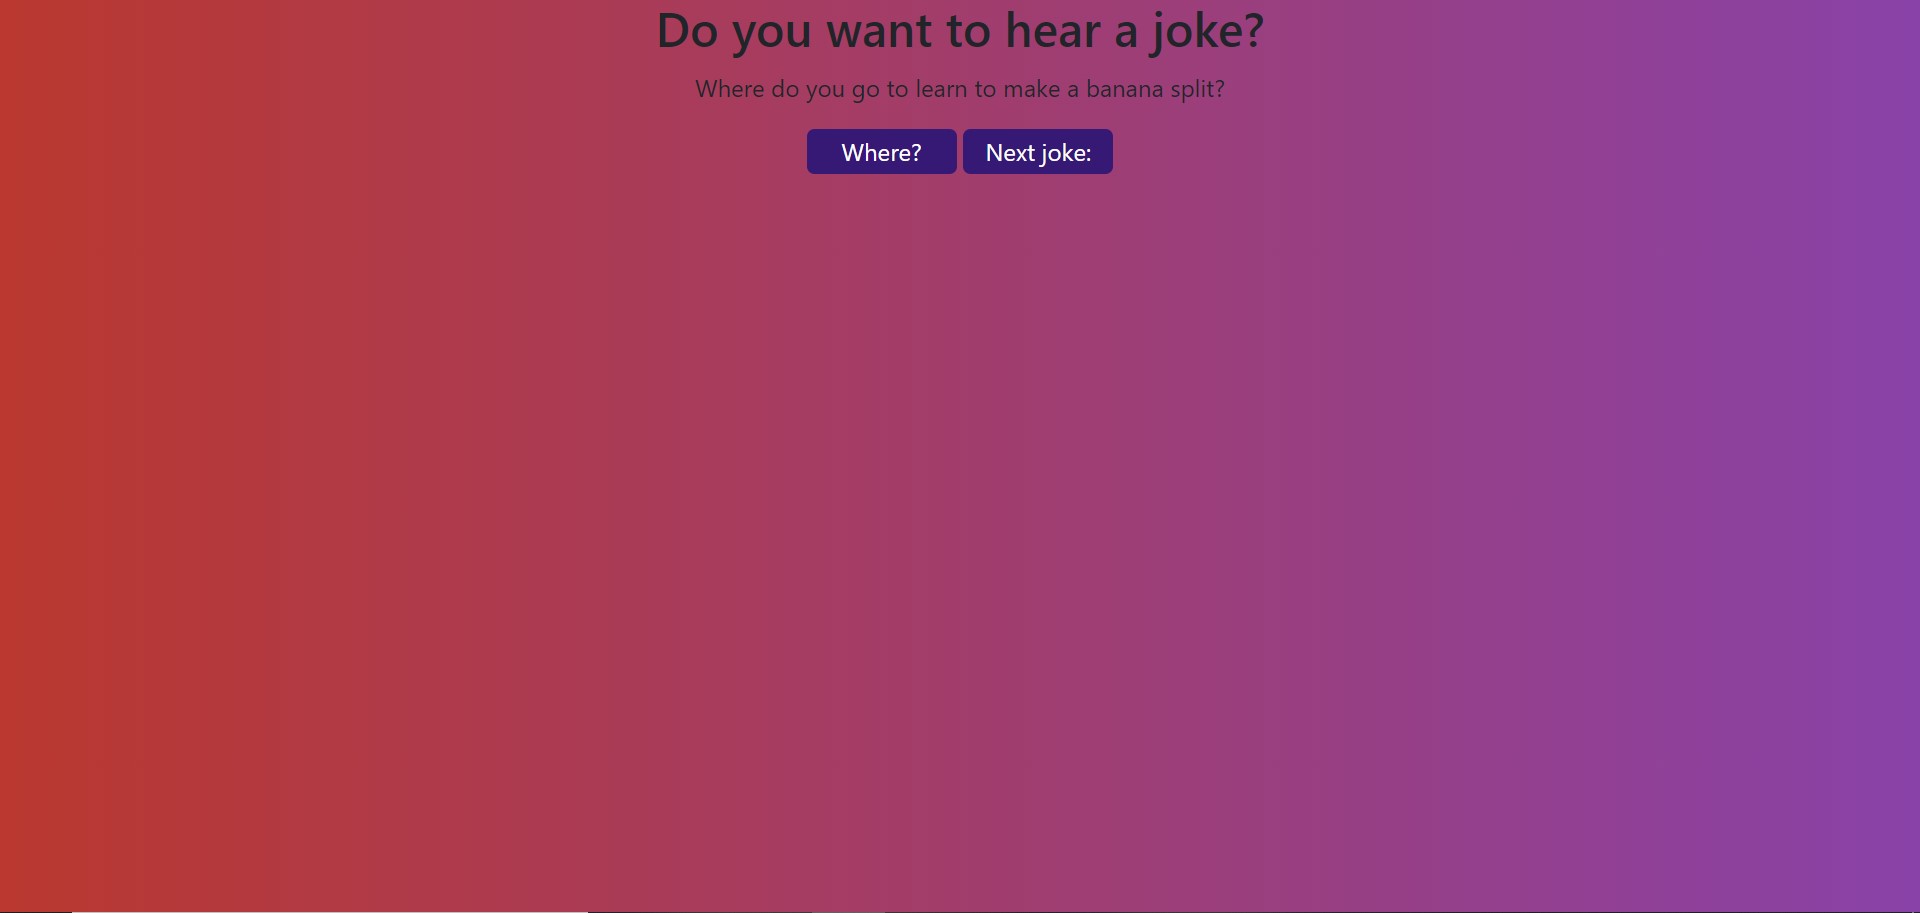 Do you want to hear a joke?
Where do you go to learn to make a banana split?
Where? Next joke: